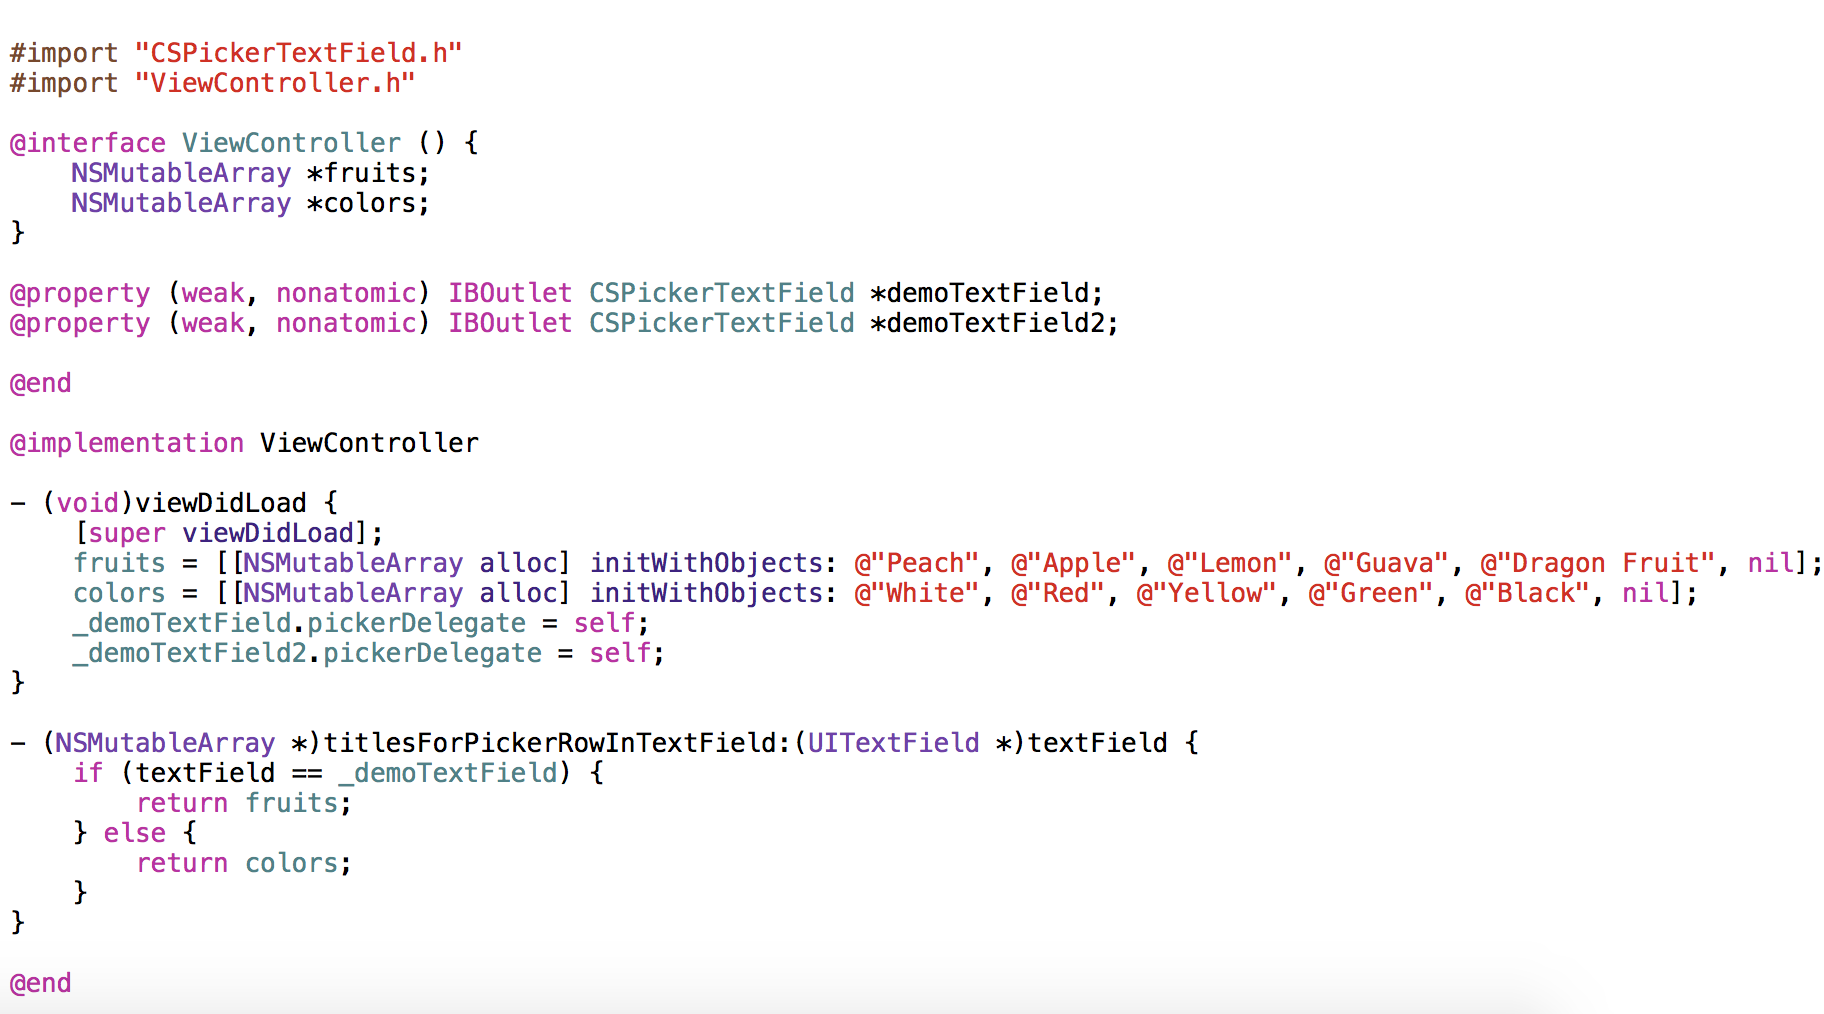 #import "CSPickerTextField.h"
#import "ViewController.h"
@interface ViewController () {
    NSMutableArray *fruits;
    NSMutableArray *colors;
}
@property (weak, nonatomic) IBOutlet CSPickerTextField *demoTextField;
@property (weak, nonatomic) IBOutlet CSPickerTextField *demoTextField2;
@end
@implementation ViewController
- (void)viewDidLoad {
    [super viewDidLoad];
    fruits = [[NSMutableArray alloc] initWithObjects: @"Peach", @"Apple", @"Lemon", @"Guava", @"Dragon Fruit", nil];
    colors = [[NSMutableArray alloc] initWithObjects: @"White", @"Red", @"Yellow", @"Green", @"Black", nil];
    _demoTextField.pickerDelegate = self;
    _demoTextField2.pickerDelegate = self;
}
- (NSMutableArray *)titlesForPickerRowInTextField:(UITextField *)textField {
    if (textField == _demoTextField) {
        return fruits;
    } else {
        return colors;
    }
}
@end